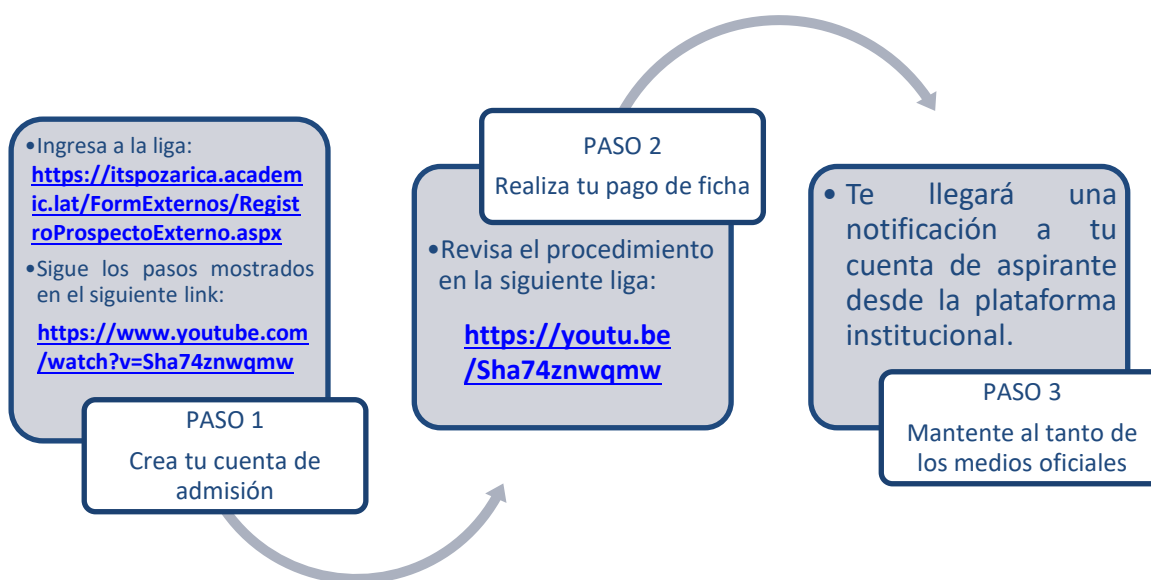 •Ingresa a la liga:
https://itspozarica.academ
ic.lat/FormExternos/Regist
roProspectoExterno.aspx
•Sigue los pasos mostrados
en el siguiente link:
https://www.youtube.com
/watch?v=Sha74znwqmw
PASO 1
Crea tu cuenta de
admisión
PASO 2
Realiza tu pago de ficha
•Revisa el procedimiento
en la siguiente liga:
https://youtu.be
/Sha74znwqmw
• Te llegará una
notificación a tu
cuenta de aspirante
desde la plataforma
institucional.
PASO 3
Mantente al tanto de
los medios oficiales